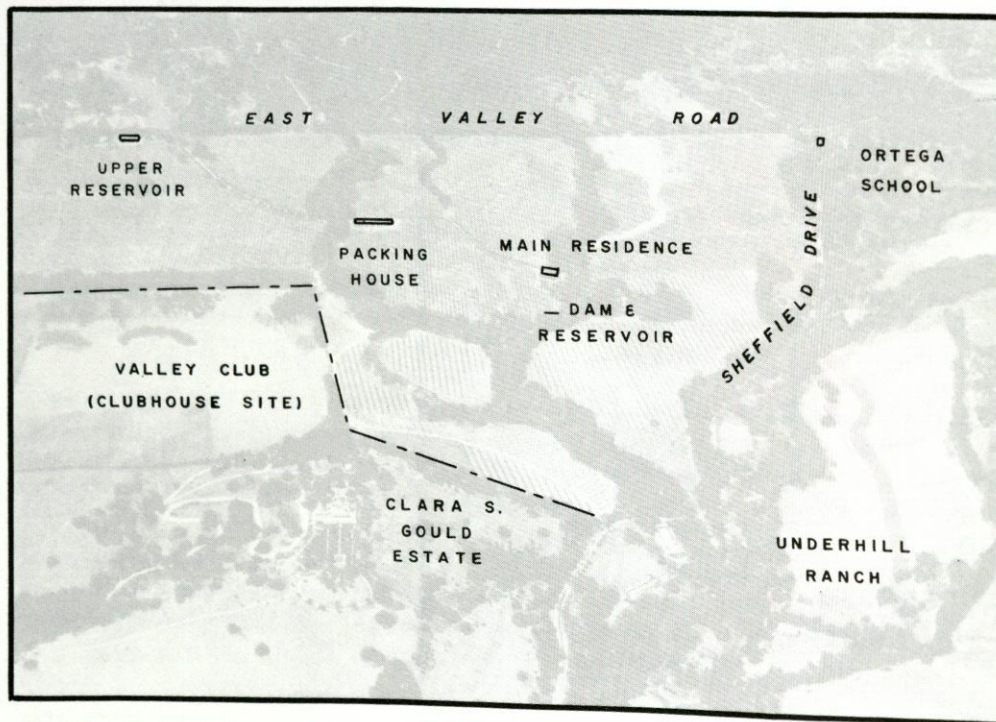 EAST VALLEY ROAD
UPPER
RESERVOIR
ORTEGA
SCHOOL
PACKING
HOUSE
MAIN RESIDENCE
DAM &
RESERVOIR
SHEFFIELD DRIVE
VALLEY CLUB
(CLUBHOUSE SITE)
CLARA S.
GOULD
ESTATE
UNDERHILL
RANCH